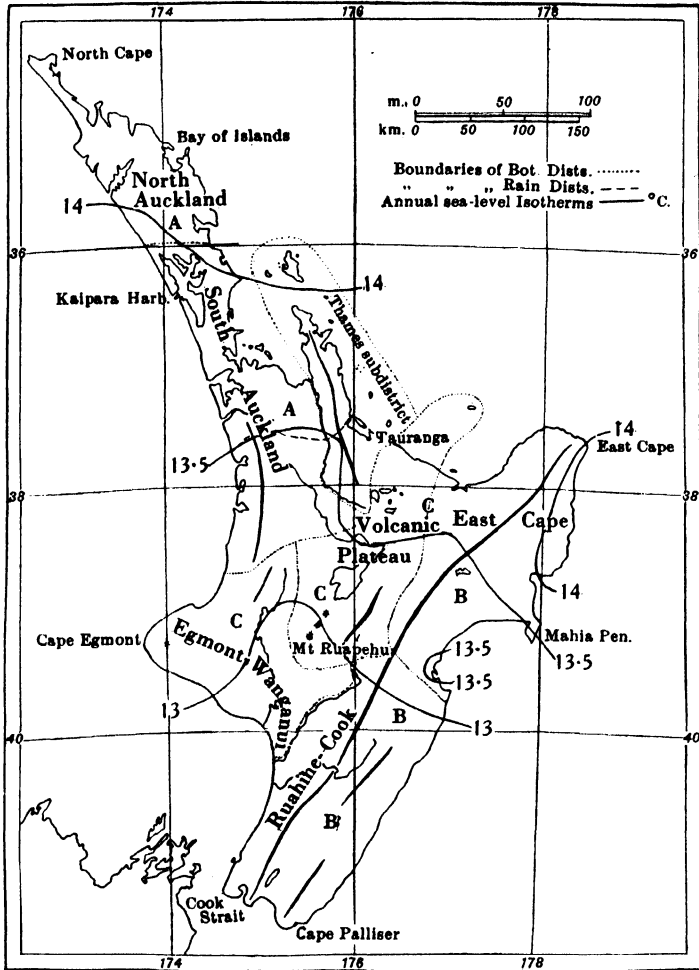 174
176
178
North Cape
Bay of Islands
m. 0 50 100
km. 0 50 100 150
Boundaries of Bot. Dists. ..........
„ „ „ Rain Dists. -----
Annual sea-level Isotherms —— °C.
North
Auckland
14
A
36
36
14
Kaipara Harb.
South
Auckland
Thames subdistrict
A
Tauranga
14
East Cape
13·5
38
38
C
Volcanic
Plateau
East Cape
B
14
C
C
Cape Egmont
Egmont-Wanganui
Mt Ruapehu
Mahia Pen.
13·5
13·5
13·5
13
B
13
40
40
Ruahine-Cook
B
Cook
Strait
Cape Palliser
174
176
178